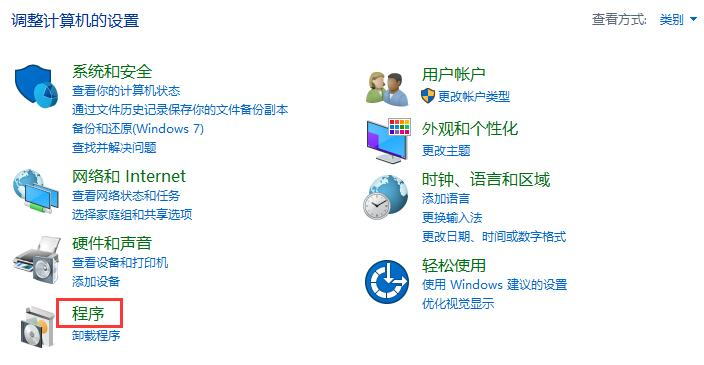 调整计算机的设置
查看方式: 类别
系统和安全
查看你的计算机状态
通过文件历史记录保存你的文件备份副本
备份和还原(Windows 7)
查找并解决问题
网络和 Internet
查看网络状态和任务
选择家庭组和共享选项
硬件和声音
查看设备和打印机
添加设备
程序
卸载程序
用户帐户
更改帐户类型
外观和个性化
更改主题
时钟、语言和区域
添加语言
更换输入法
更改日期、时间或数字格式
轻松使用
使用 Windows 建议的设置
优化视觉显示